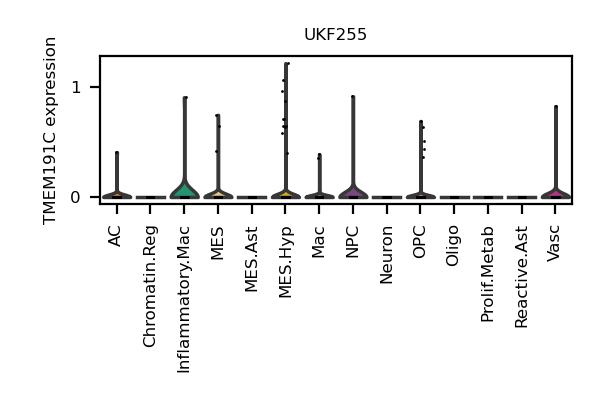 UKF255
TMEM191C expression
1
0
AC
Chromatin.Reg
Inflammatory.Mac
MES
MES.Ast
MES.Hyp
Mac
NPC
Neuron
OPC
Oligo
Prolif.Metab
Reactive.Ast
Vasc